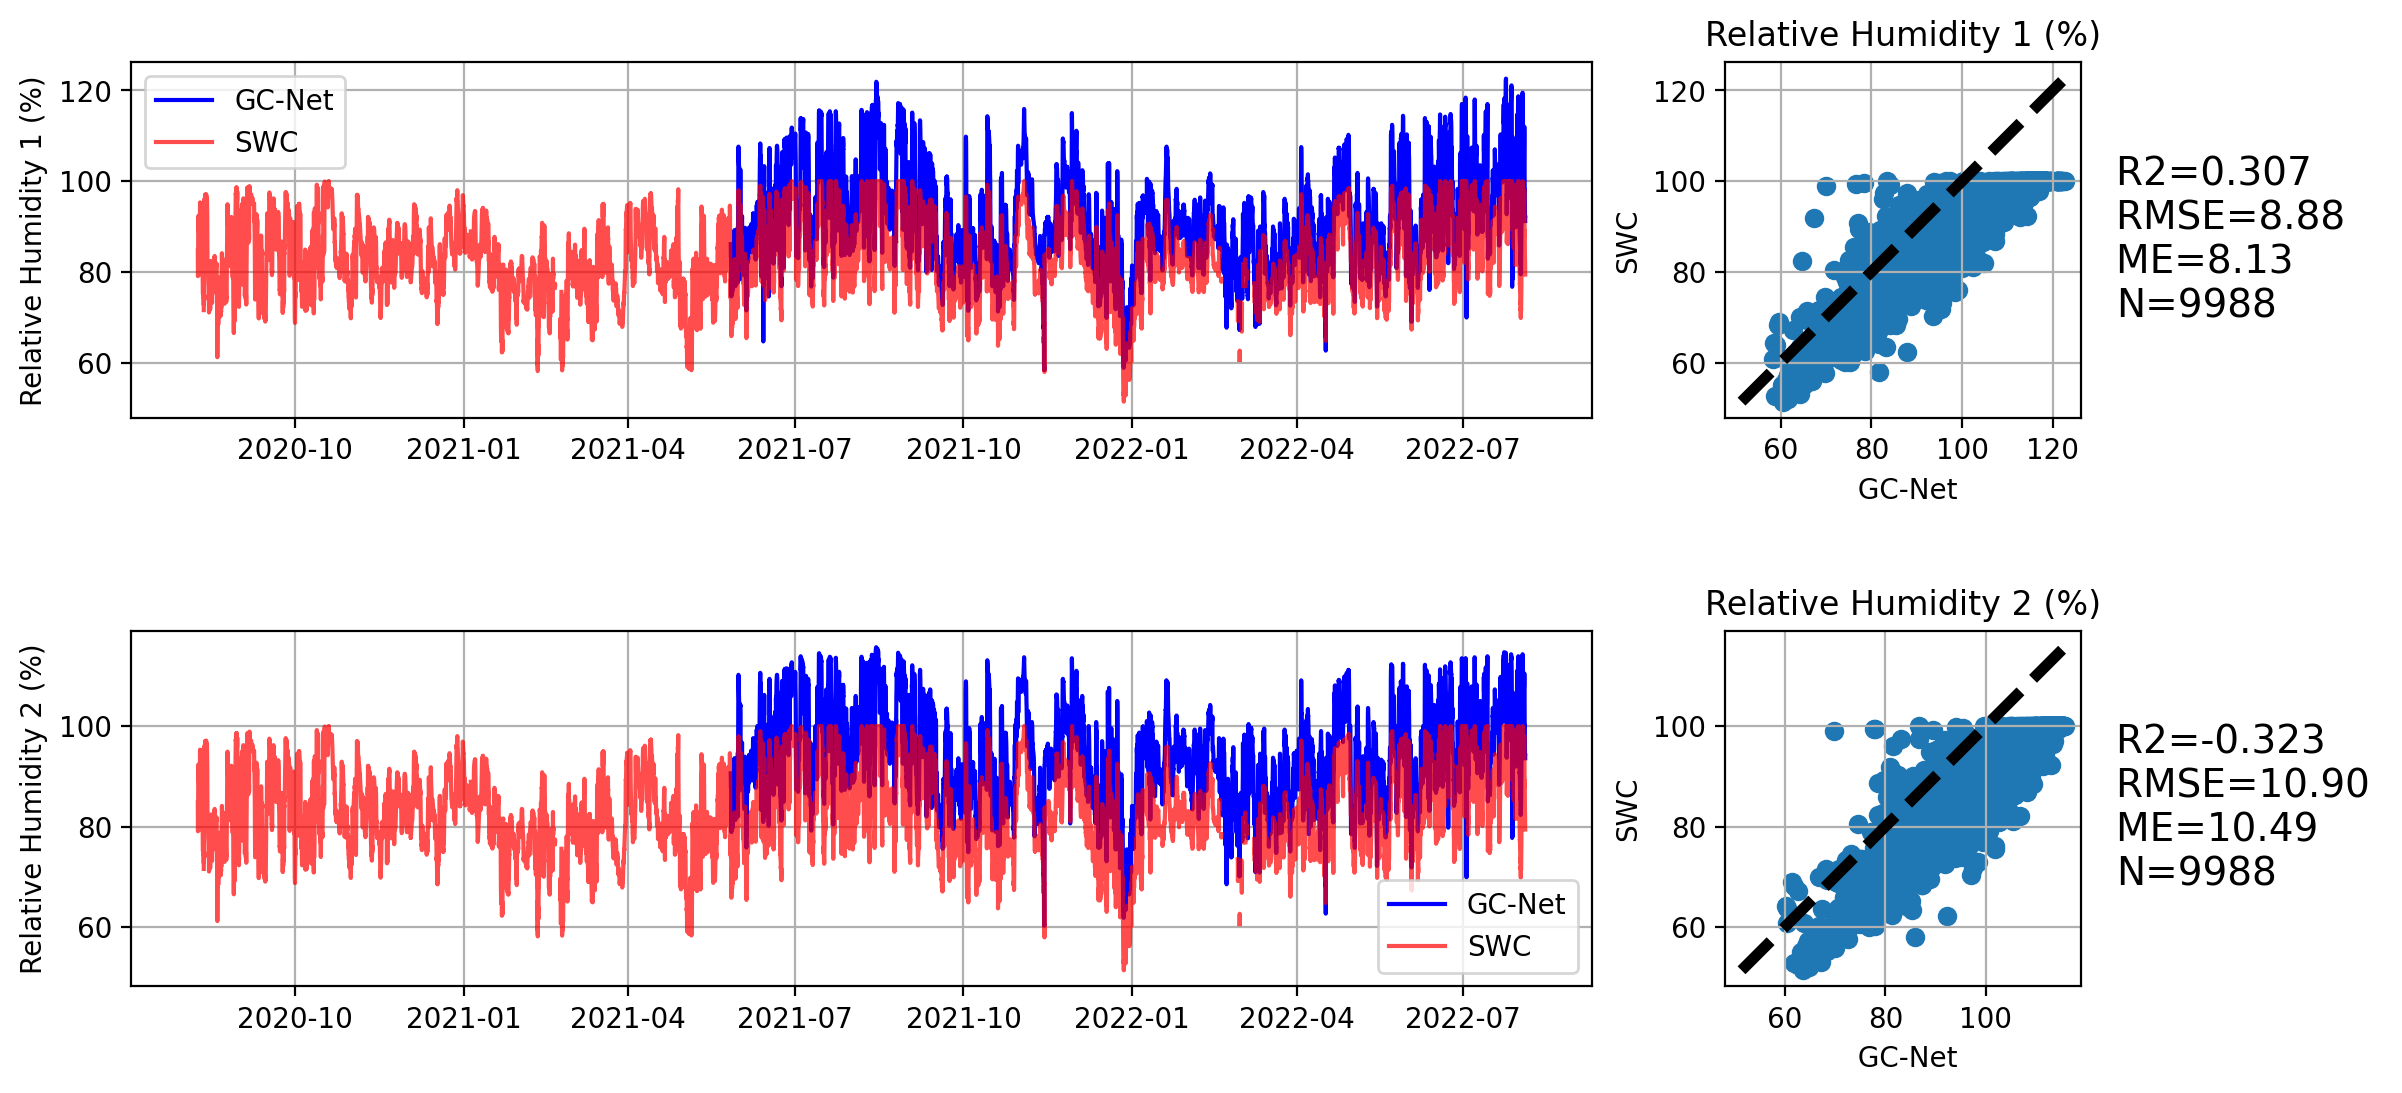 Relative Humidity 1 (%)
120
100
80
60
GC-Net
SWC
2020-10
2021-01
2021-04
2021-07
2021-10
2022-01
2022-04
2022-07
Relative Humidity 1 (%)
SWC
120
100
80
60
60
80
100
120
GC-Net
R2=0.307
RMSE=8.88
ME=8.13
N=9988
Relative Humidity 2 (%)
100
80
60
GC-Net
SWC
2020-10
2021-01
2021-04
2021-07
2021-10
2022-01
2022-04
2022-07
Relative Humidity 2 (%)
SWC
100
80
60
60
80
100
GC-Net
R2=-0.323
RMSE=10.90
ME=10.49
N=9988